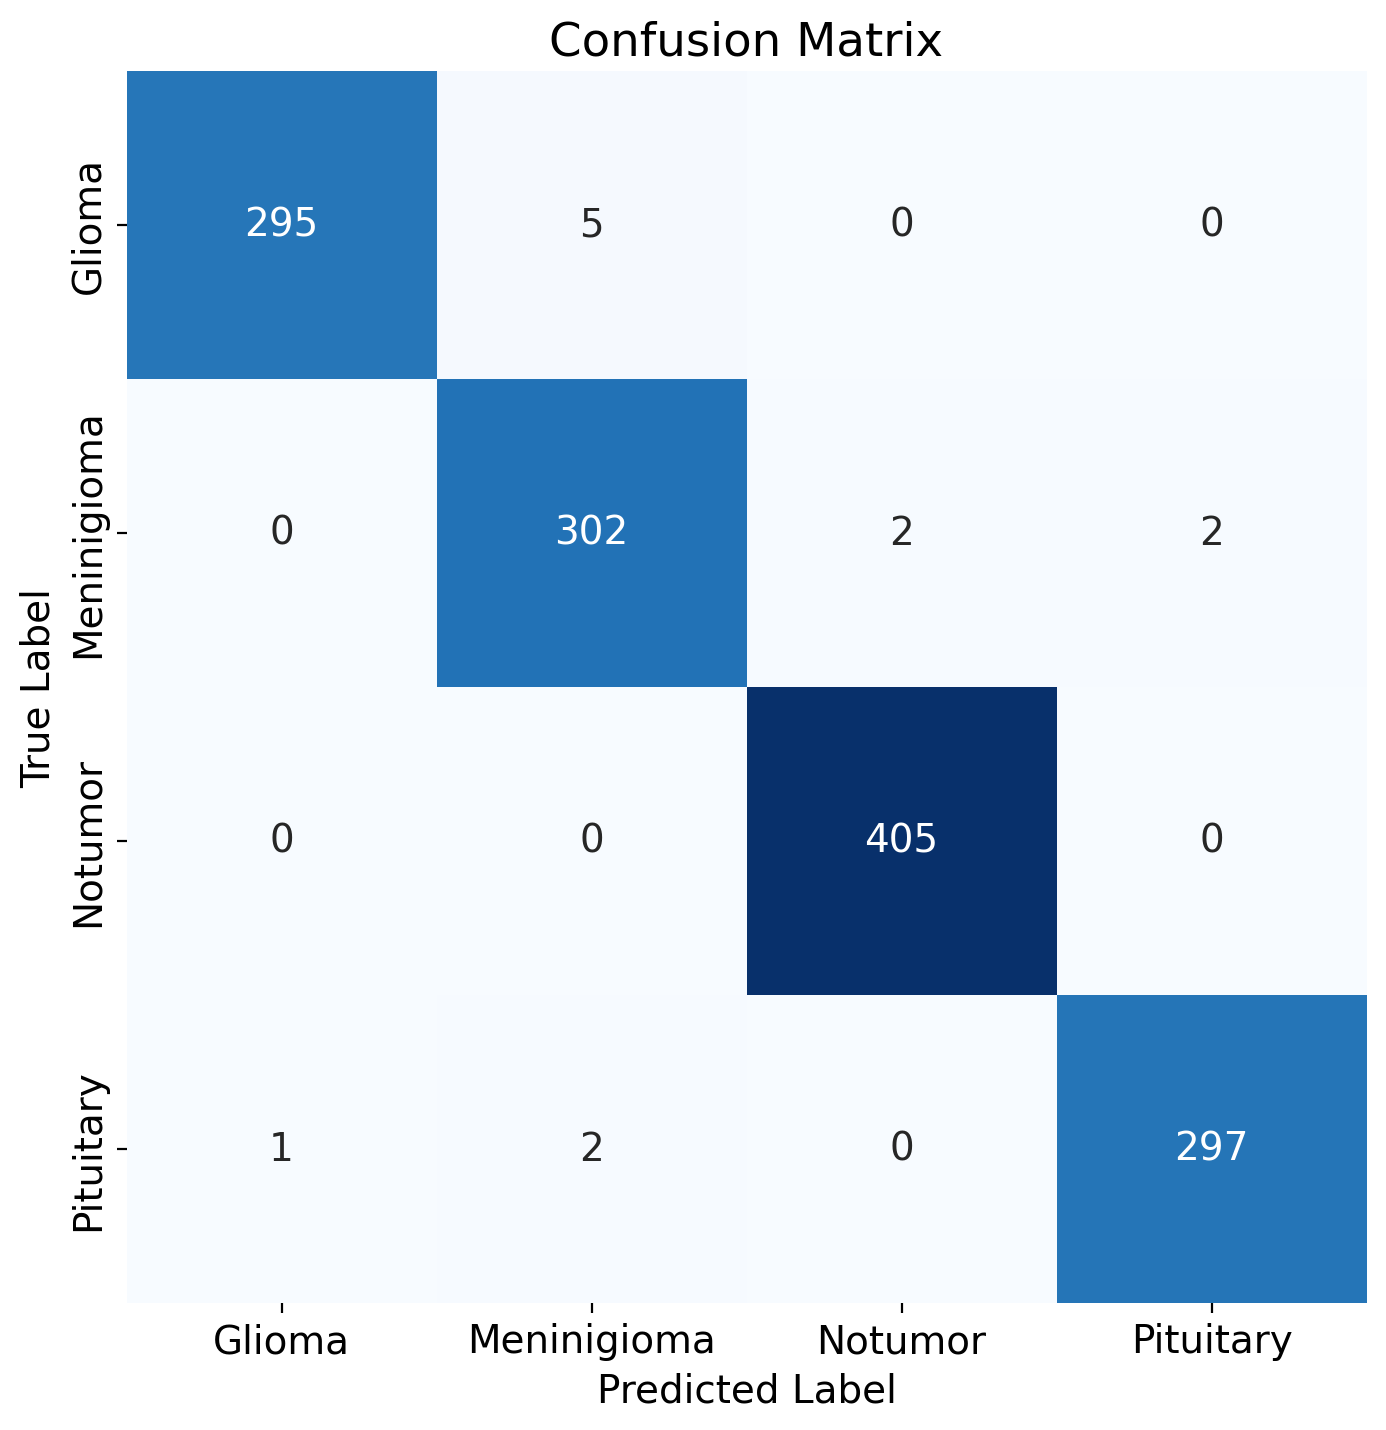 Confusion Matrix
True Label
Glioma
295 5 0 0
Meninigioma
0 302 2 2
Notumor
0 0 405 0
Pituitary
1 2 0 297
Glioma Meninigioma Notumor Pituitary
Predicted Label